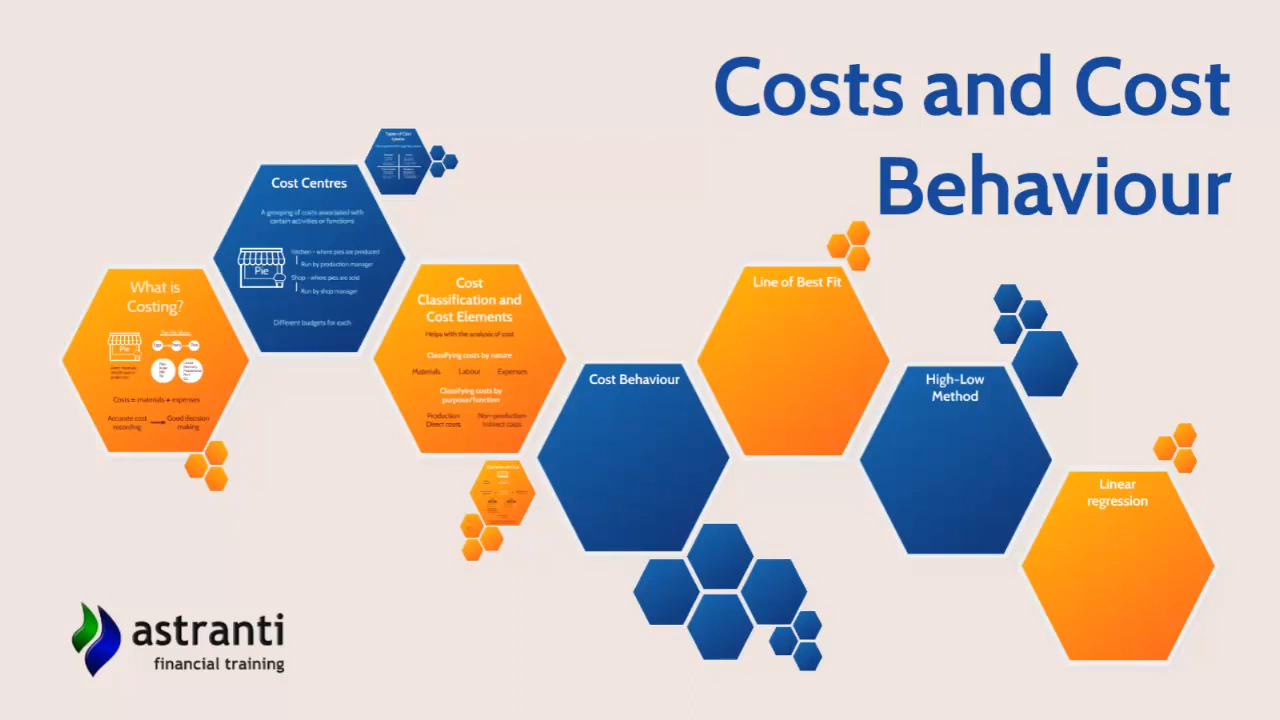 Costs and Cost
Behaviour
What is
Costing?
Pie
Costs = materials + expenses
Accurate cost
recording
Good decision
making
Cost Centres
A grouping of costs associated with
certain activities or functions
Pie
Kitchen - where pies are produced
Run by production manager
Shop - where pies are sold
Run by shop manager
Different budgets for each
Cost
Classification and
Cost Elements
Helps with the analysis of cost
Classifying costs by nature
Materials Labour Expenses
Classifying costs by
purpose/function
Production Non-production
Direct costs Indirect costs
Cost Behaviour
Line of Best Fit
High-Low
Method
Linear
regression
astranti
financial training